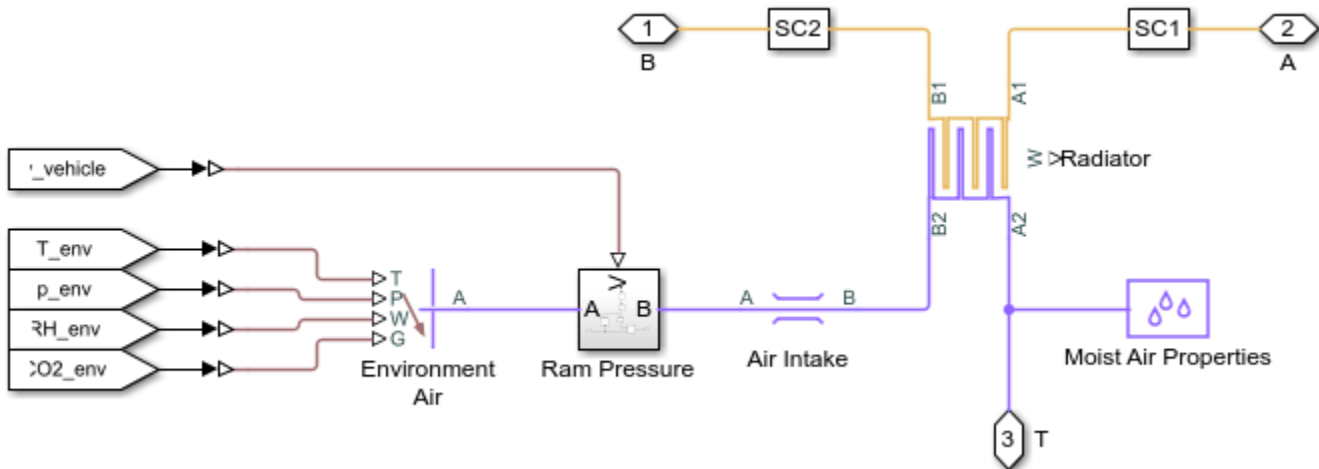 1
B
SC2
SC1
2
A
B1
A1
W
Radiator
B2
A2
_vehicle
T_env
p_env
RH_env
CO2_env
T
P
W
G
A
Environment
Air
>
A
B
Ram Pressure
A
B
Air Intake
Moist Air Properties
3
T